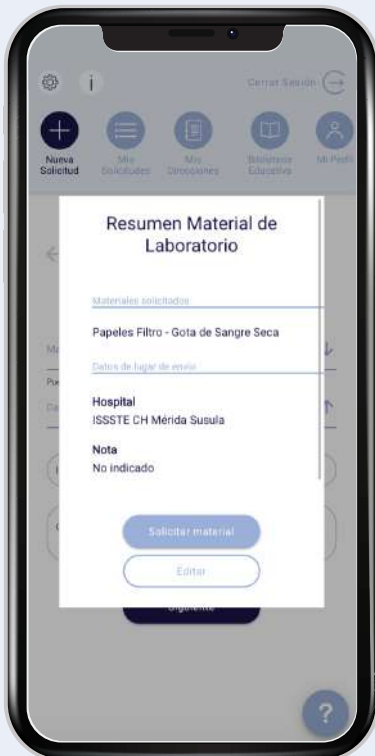 Cerrar Sesión
Nueva
Solicitud
Mis
Solicitudes
Mis
Direcciones
Biblioteca
Educativa
Mi Perfil
Resumen Material de
Laboratorio
Materiales solicitados
Papeles Filtro - Gota de Sangre Seca
Datos de lugar de envío
Hospital
ISSSTE CH Mérida Susula
Nota
No indicado
Solicitar material
Editar
Siguiente
?